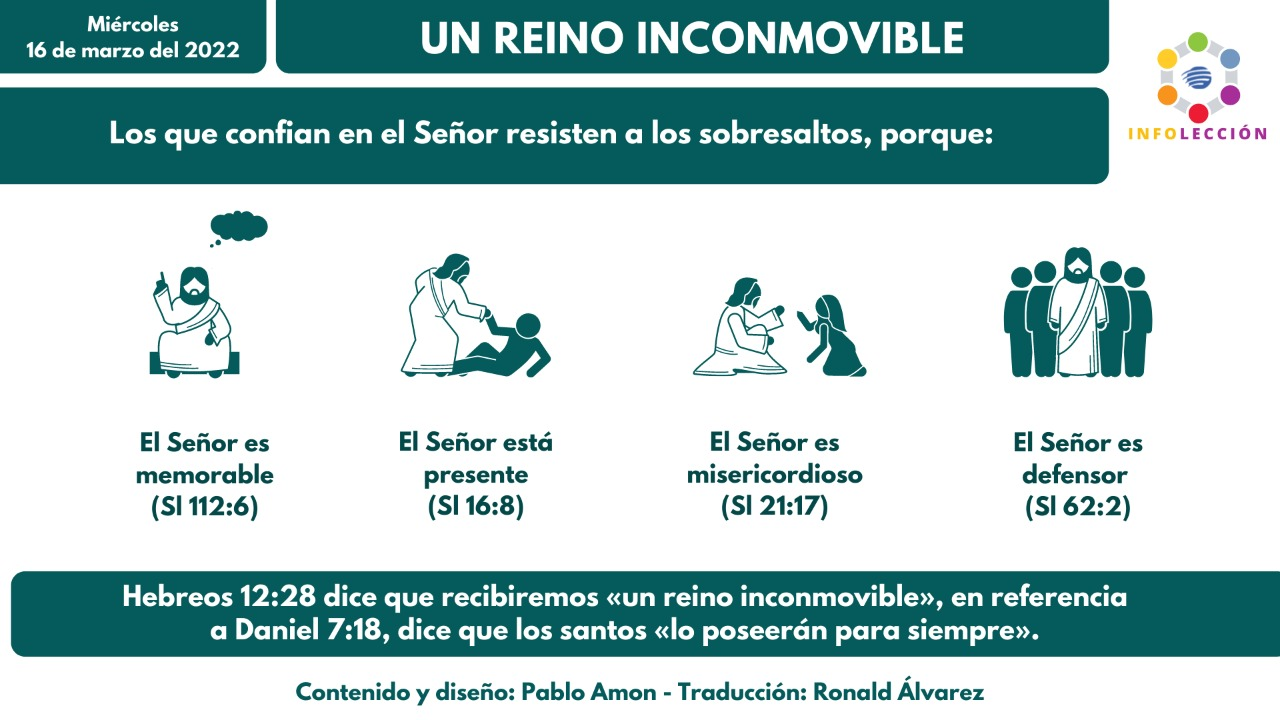 Miércoles
16 de marzo del 2022
UN REINO INCONMOVIBLE
INFOLECCIÓN
Los que confian en el Señor resisten a los sobresaltos, porque:
El Señor es
memorable
(Sl 112:6)
El Señor está
presente
(Sl 16:8)
El Señor es
misericordioso
(Sl 21:17)
El Señor es
defensor
(Sl 62:2)
Hebreos 12:28 dice que recibiremos «un reino inconmovible», en referencia
a Daniel 7:18, dice que los santos «lo poseerán para siempre».
Contenido y diseño: Pablo Amon - Traducción: Ronald Álvarez